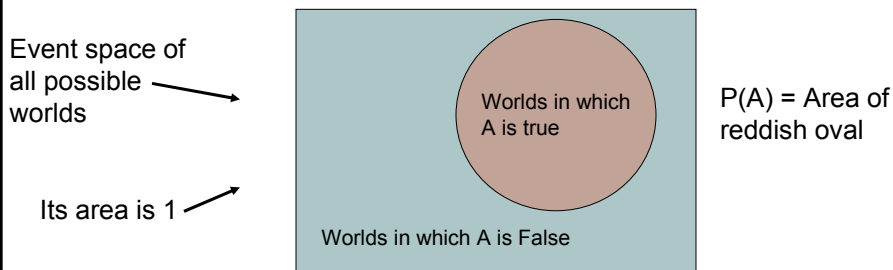 Event space of
all possible
worlds
Its area is 1
Worlds in which
A is true
Worlds in which A is False
P(A) = Area of
reddish oval